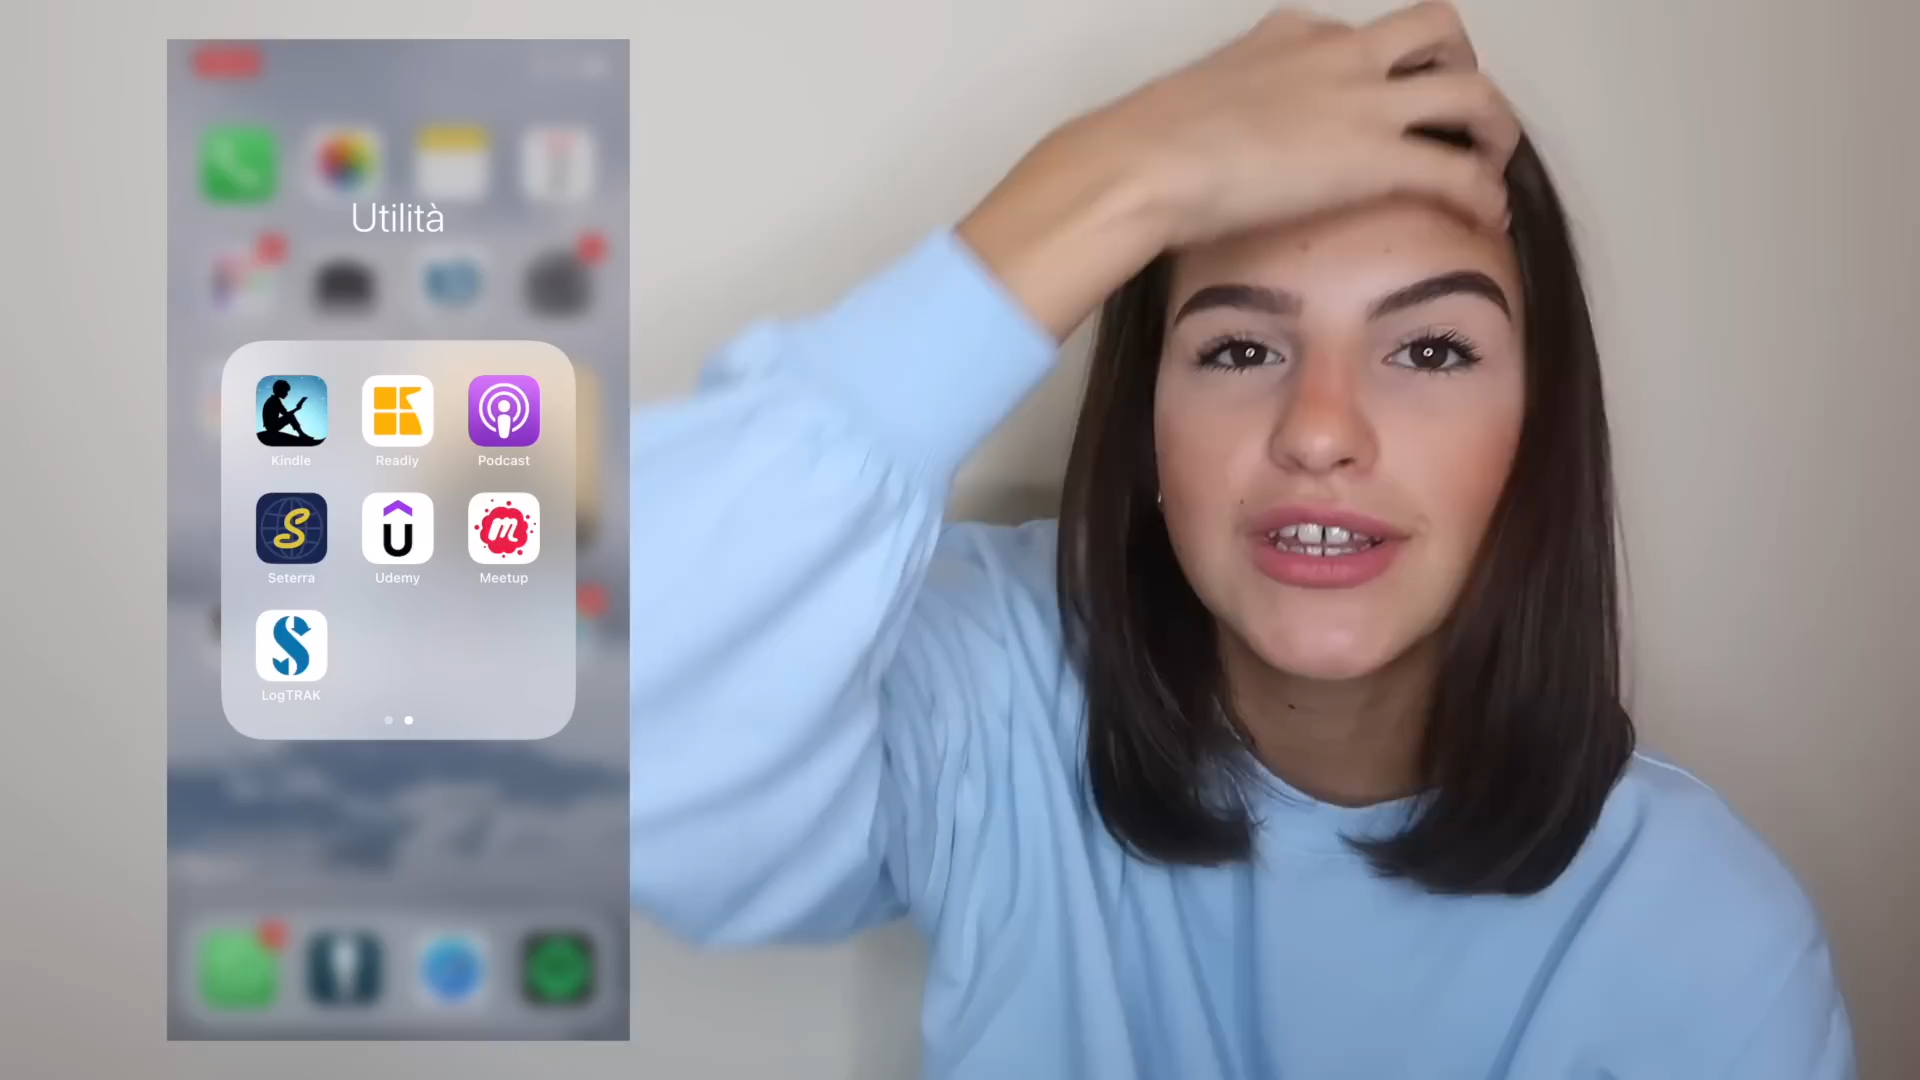 Utilità
Kindle
Readly
Podcast
Seterra
Udemy
Meetup
LogTRAK